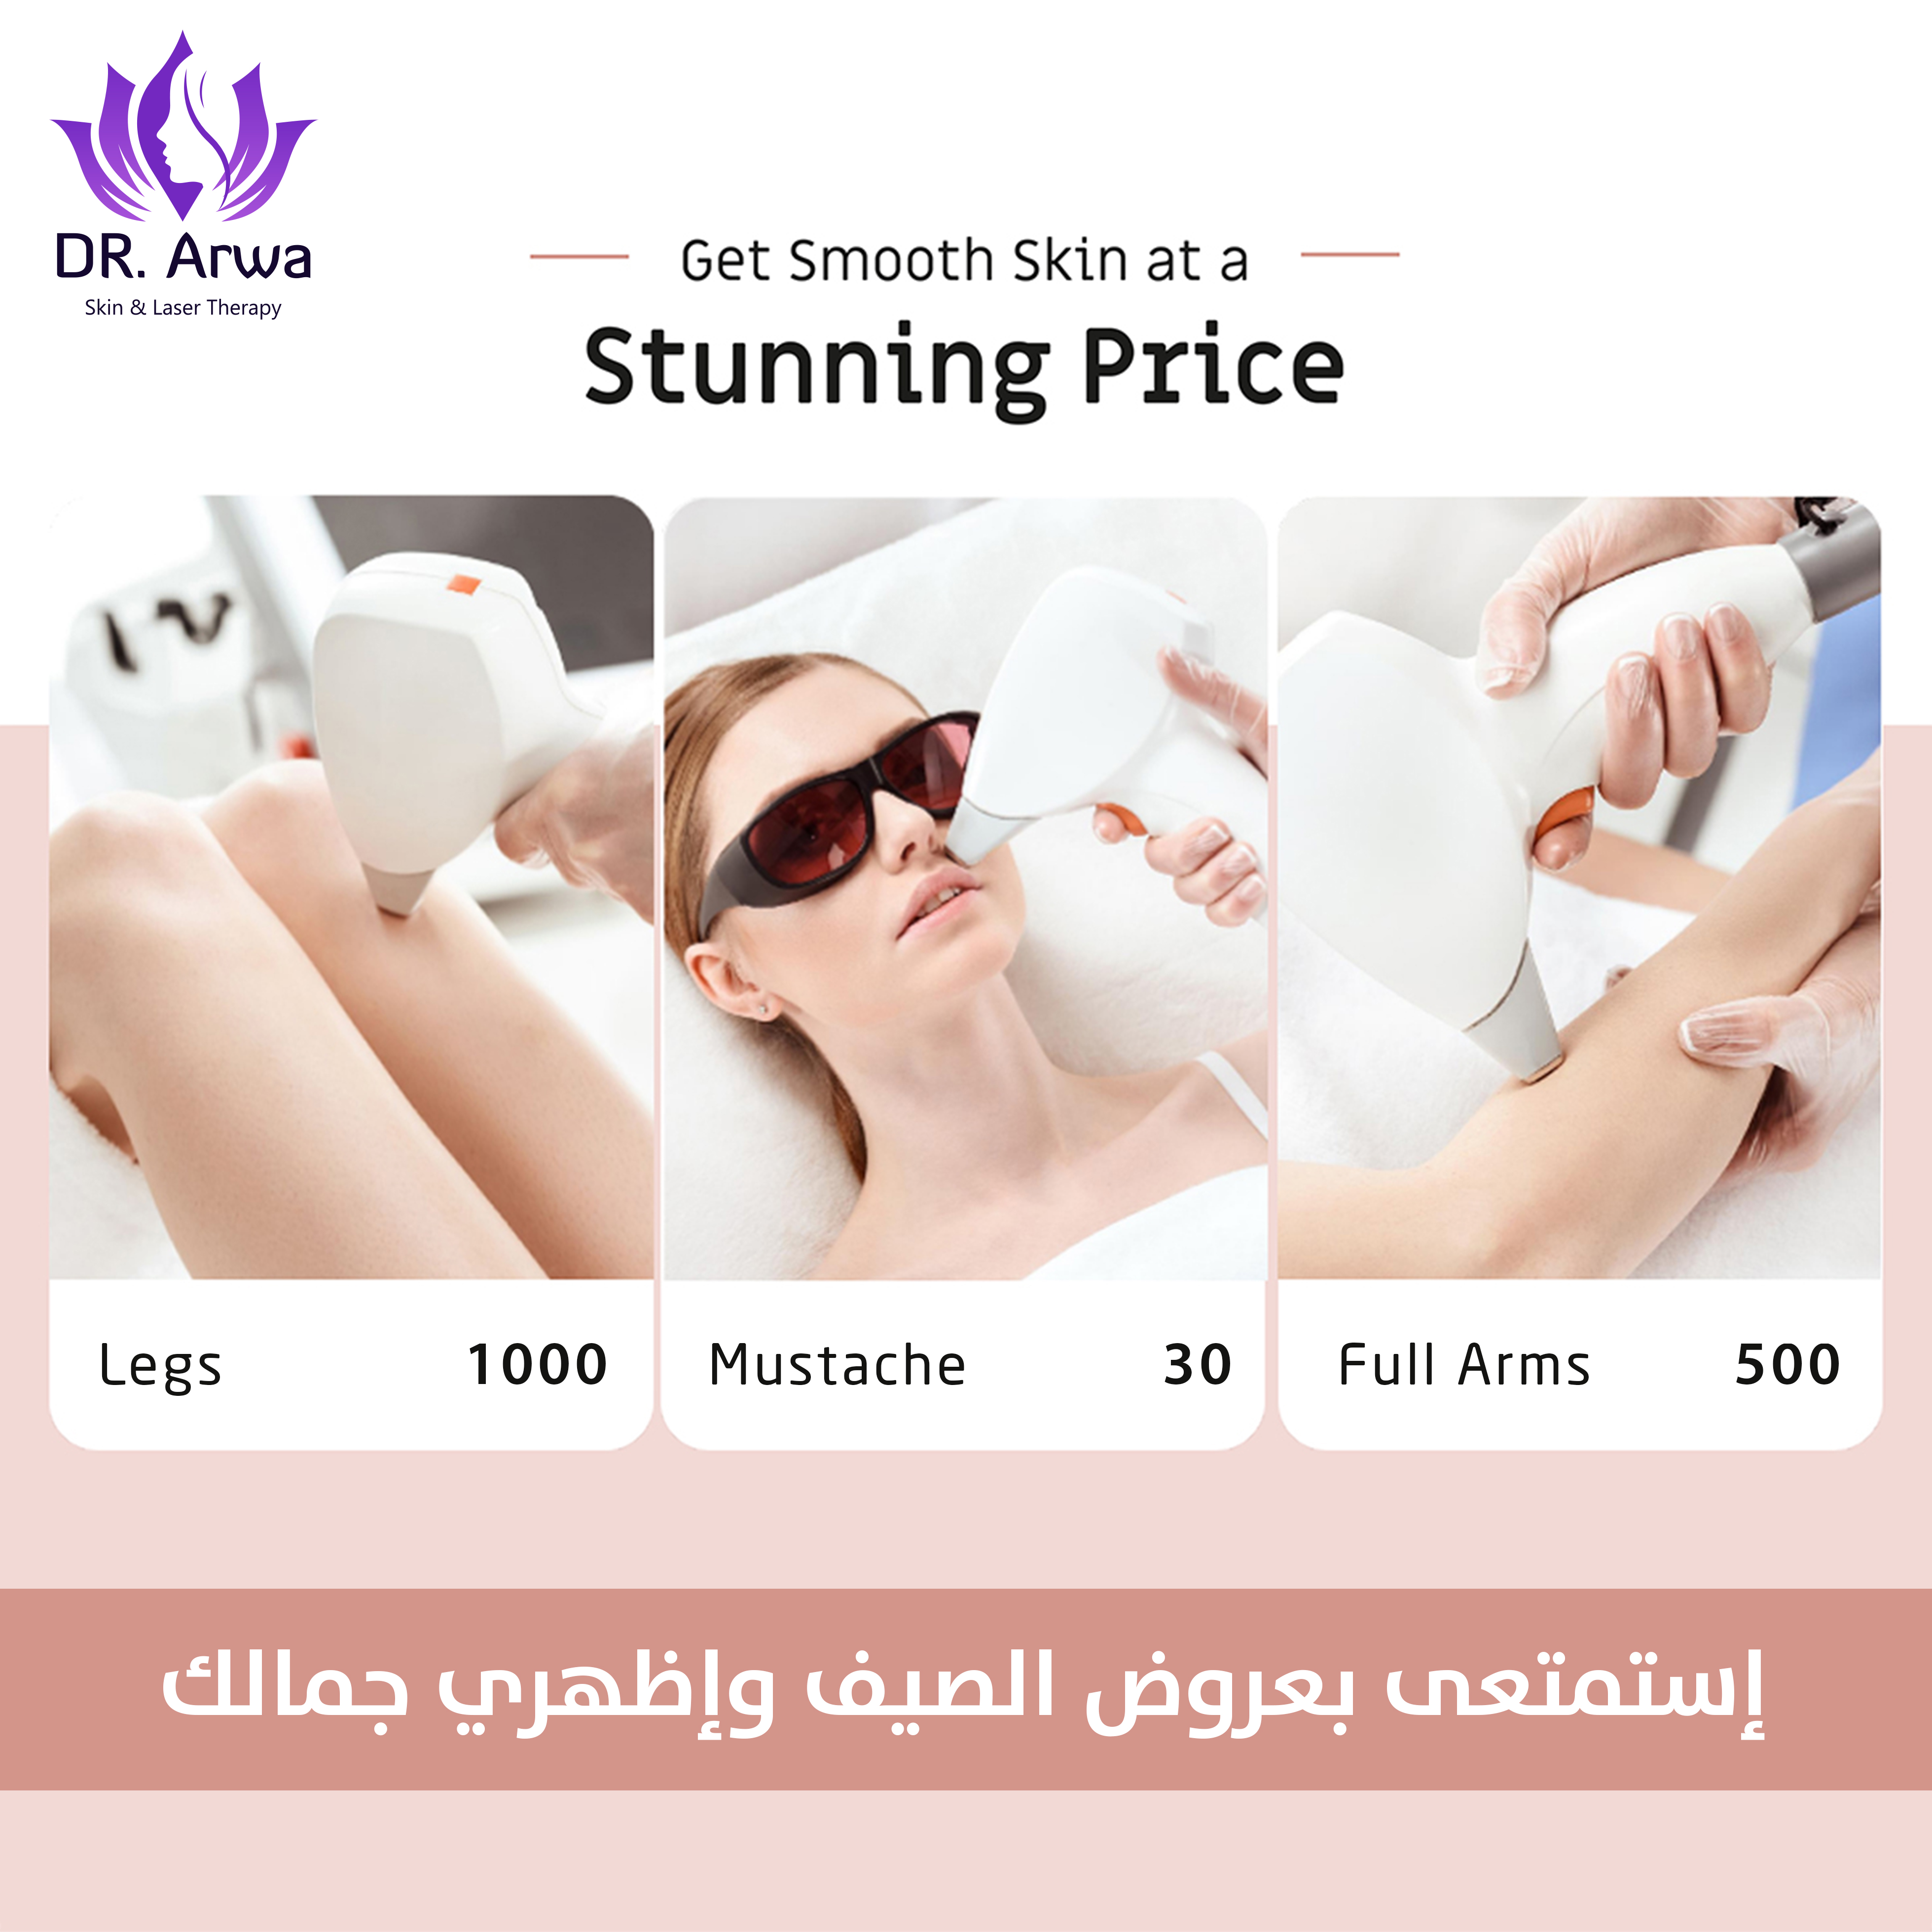 DR. Arwa
Skin & Laser Therapy
Get Smooth Skin at a
Stunning Price
Legs 1000
Mustache 30
Full Arms 500
إستمتعى بعروض الصيف وإظهري جمالك